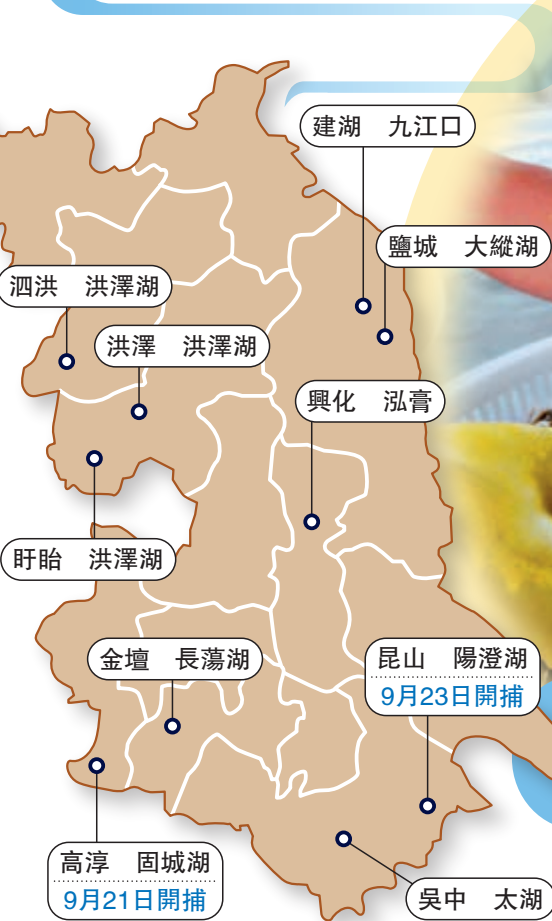 建湖　九江口
鹽城　大縱湖
泗洪　洪澤湖
洪澤　洪澤湖
興化　泓膏
盱眙　洪澤湖
金壇　長蕩湖
昆山　陽澄湖
9月23日開捕
高淳　固城湖
9月21日開捕
吳中　太湖